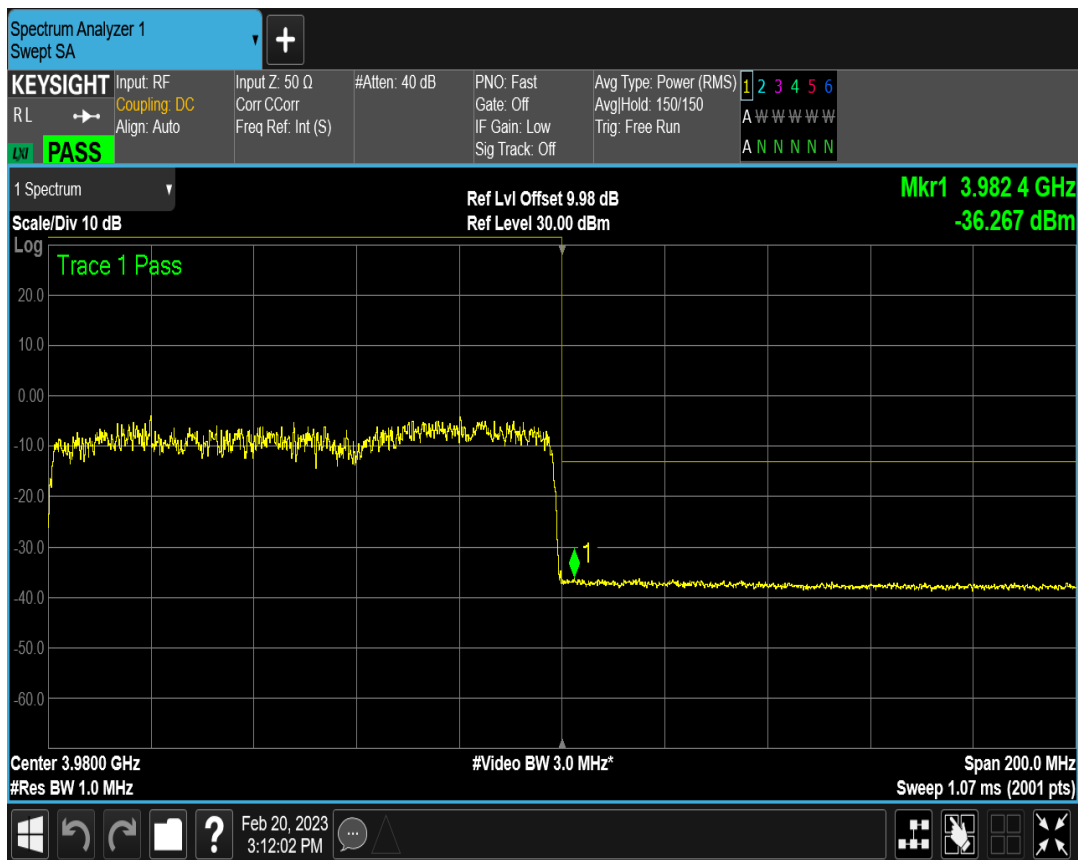 Spectrum Analyzer 1
Swept SA
+
KEYSIGHT
RL
LXI
PASS
Input: RF
Coupling: DC
Align: Auto
Input Z: 50 Ω
Corr CCorr
Freq Ref: Int (S)
#Atten: 40 dB
PNO: Fast
Gate: Off
IF Gain: Low
Sig Track: Off
Avg Type: Power (RMS)
Avg|Hold: 150/150
Trig: Free Run
1 2 3 4 5 6
A W W W W W
A N N N N N
1 Spectrum
Scale/Div 10 dB
Ref Lvl Offset 9.98 dB
Ref Level 30.00 dBm
Mkr1 3.982 4 GHz
-36.267 dBm
Log
Trace 1 Pass
20.0
10.0
0.00
-10.0
-20.0
-30.0
-40.0
-50.0
-60.0
1
Center 3.9800 GHz
#Res BW 1.0 MHz
#Video BW 3.0 MHz*
Span 200.0 MHz
Sweep 1.07 ms (2001 pts)
?
Feb 20, 2023
3:12:02 PM